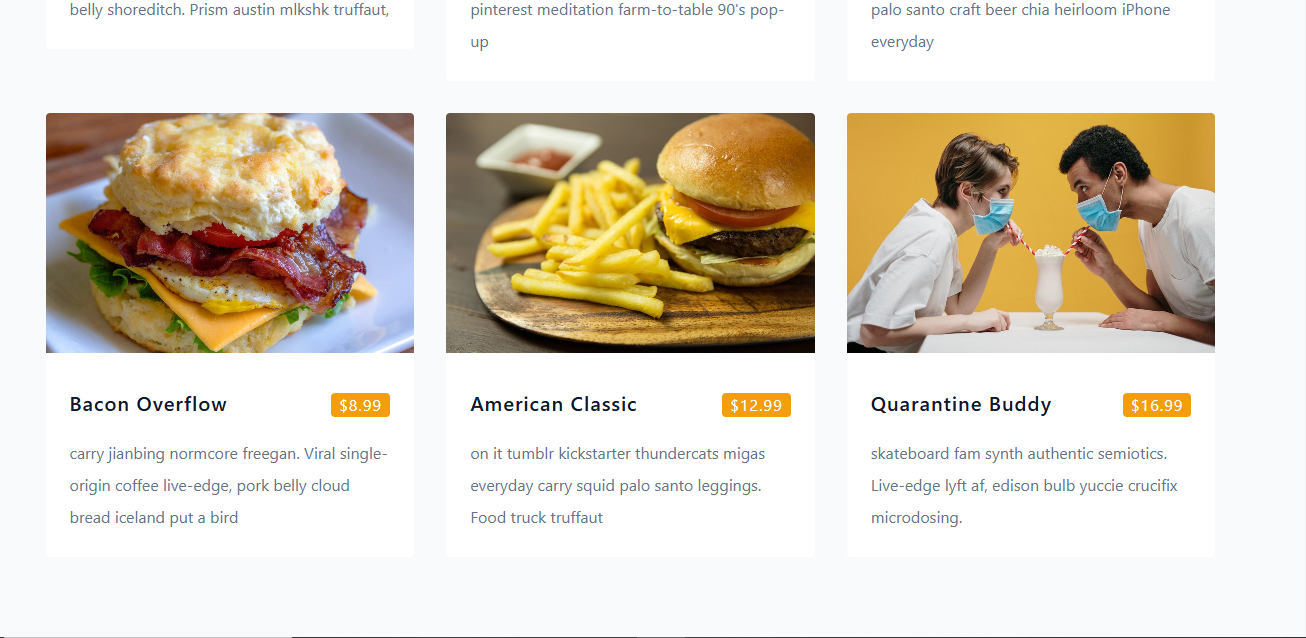 belly shoreditch. Prism austin mlkshk truffaut,
pinterest meditation farm-to-table 90's pop-
up
palo santo craft beer chia heirloom iPhone
everyday
Bacon Overflow
$8.99
carry jianbing normcore freegan. Viral single-
origin coffee live-edge, pork belly cloud
bread iceland put a bird
American Classic
$12.99
on it tumblr kickstarter thundercats migas
everyday carry squid palo santo leggings.
Food truck truffaut
Quarantine Buddy
$16.99
skateboard fam synth authentic semiotics.
Live-edge lyft af, edison bulb yuccie crucifix
microdosing.